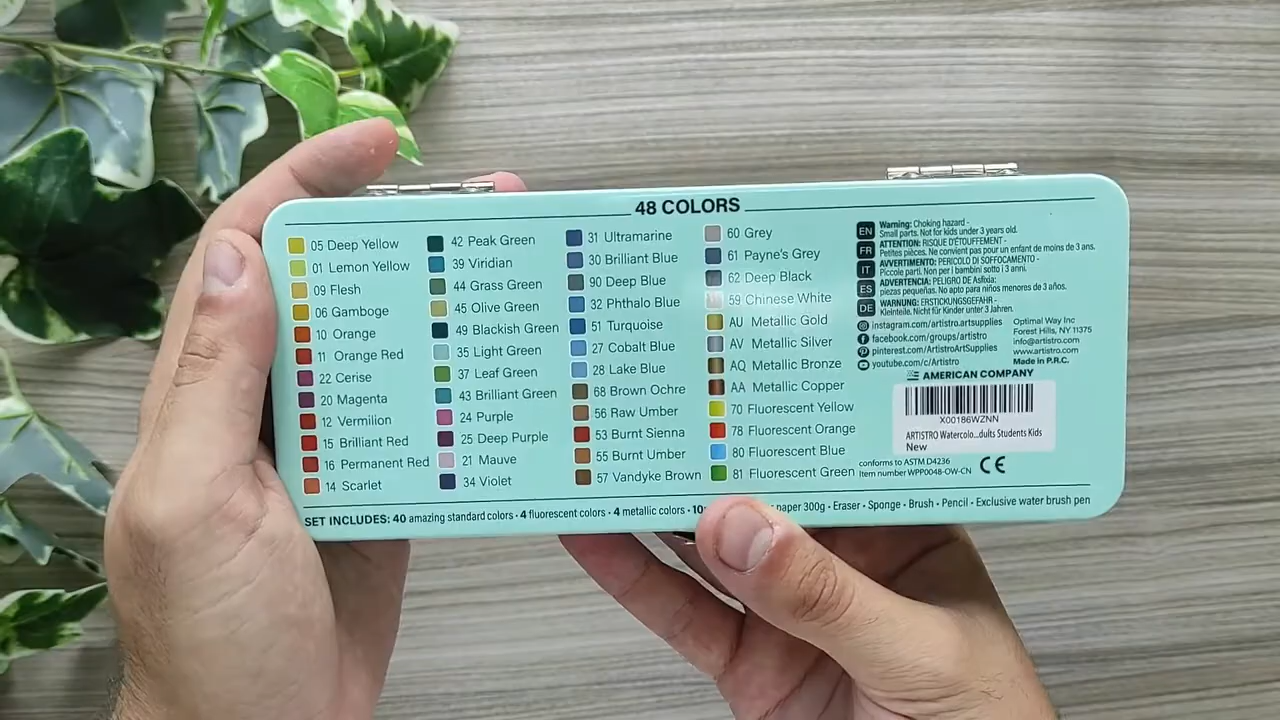 48 COLORS
05 Deep Yellow
01 Lemon Yellow
09 Flesh
06 Gamboge
10 Orange
11 Orange Red
22 Cerise
20 Magenta
12 Vermilion
15 Brilliant Red
16 Permanent Red
14 Scarlet
42 Peak Green
39 Viridian
44 Grass Green
45 Olive Green
49 Blackish Green
35 Light Green
37 Leaf Green
43 Brilliant Green
24 Purple
25 Deep Purple
21 Mauve
34 Violet
31 Ultramarine
30 Brilliant Blue
90 Deep Blue
32 Phthalo Blue
51 Turquoise
27 Cobalt Blue
28 Lake Blue
68 Brown Ochre
56 Raw Umber
53 Burnt Sienna
55 Burnt Umber
57 Vandyke Brown
60 Grey
61 Payne's Grey
62 Deep Black
59 Chinese White
AU Metallic Gold
AV Metallic Silver
AQ Metallic Bronze
AA Metallic Copper
70 Fluorescent Yellow
78 Fluorescent Orange
80 Fluorescent Blue
81 Fluorescent Green
EN Warning: Choking hazard -
Small parts. Not for kids under 3 years old.
FR ATTENTION: RISQUE D'ÉTOUFFEMENT -
Petites pièces. Ne convient pas pour un enfant de moins de 3 ans.
IT AVVERTIMENTO: PERICOLO DI SOFFOCAMENTO -
Piccole parti. Non per i bambini sotto i 3 anni.
ES ADVERTENCIA: PELIGRO DE Asfixia:
piezas pequeñas. No apto para niños menores de 3 años.
DE WARNUNG: ERSTICKUNGSGEFAHR -
Kleinteile. Nicht für Kinder unter 3 Jahren.
instagram.com/artistro.artsupplies
facebook.com/groups/artistro
pinterest.com/ArtistroArtSupplies
youtube.com/c/Artistro
Optimal Way Inc
Forest Hills, NY 11375
info@artistro.com
www.artistro.com
Made in P.R.C.
AMERICAN COMPANY
X00186WZNN
ARTISTRO Watercolo...dults Students Kids
New
conforms to ASTM D4236
Item number WPP0048-OW-CN CE
SET INCLUDES: 40 amazing standard colors · 4 fluorescent colors · 4 metallic colors · paper 300g · Eraser · Sponge · Brush · Pencil · Exclusive water brush pen